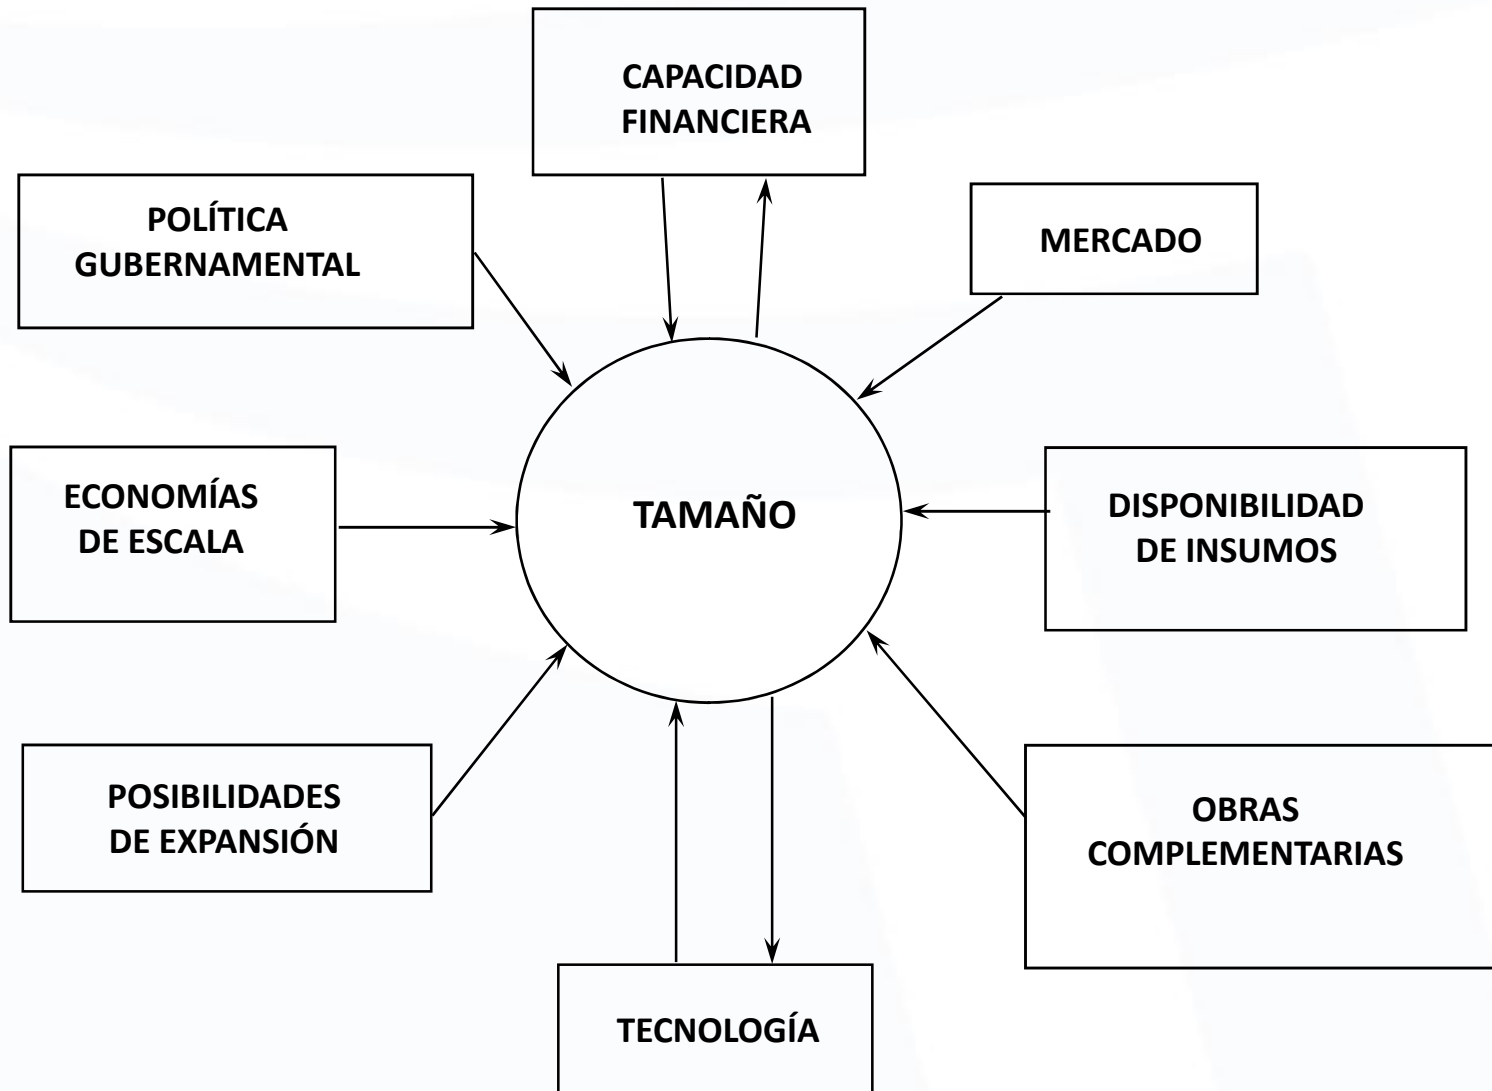 CAPACIDAD
FINANCIERA
POLÍTICA
GUBERNAMENTAL
MERCADO
ECONOMÍAS
DE ESCALA
TAMAÑO
DISPONIBILIDAD
DE INSUMOS
POSIBILIDADES
DE EXPANSIÓN
OBRAS
COMPLEMENTARIAS
TECNOLOGÍA